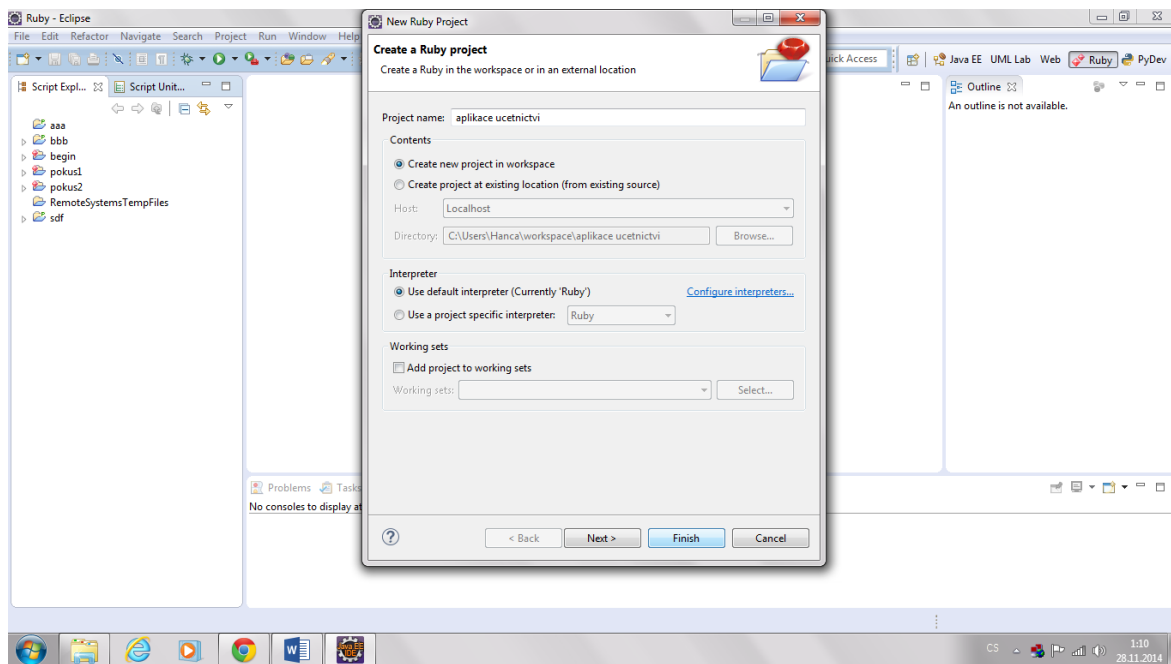 Ruby - Eclipse
File Edit Refactor Navigate Search Project Run Window Help
Java EE UML Lab Web Ruby PyDev
Script Expl... Script Unit...
aaa
bbb
begin
pokus1
pokus2
RemoteSystemsTempFiles
sdf
New Ruby Project
Create a Ruby project
Create a Ruby in the workspace or in an external location
Project name: aplikace ucetnictvi
Contents
Create new project in workspace
Create project at existing location (from existing source)
Host: Localhost
Directory: C:\Users\Hanca\workspace\aplikace ucetnictvi Browse...
Interpreter
Use default interpreter (Currently 'Ruby') Configure interpreters...
Use a project specific interpreter: Ruby
Working sets
Add project to working sets
Working sets: Select...
? < Back Next > Finish Cancel
Outline
An outline is not available.
Problems Tasks
No consoles to display at
Java EE
IDE
CS 1:10
28.11.2014